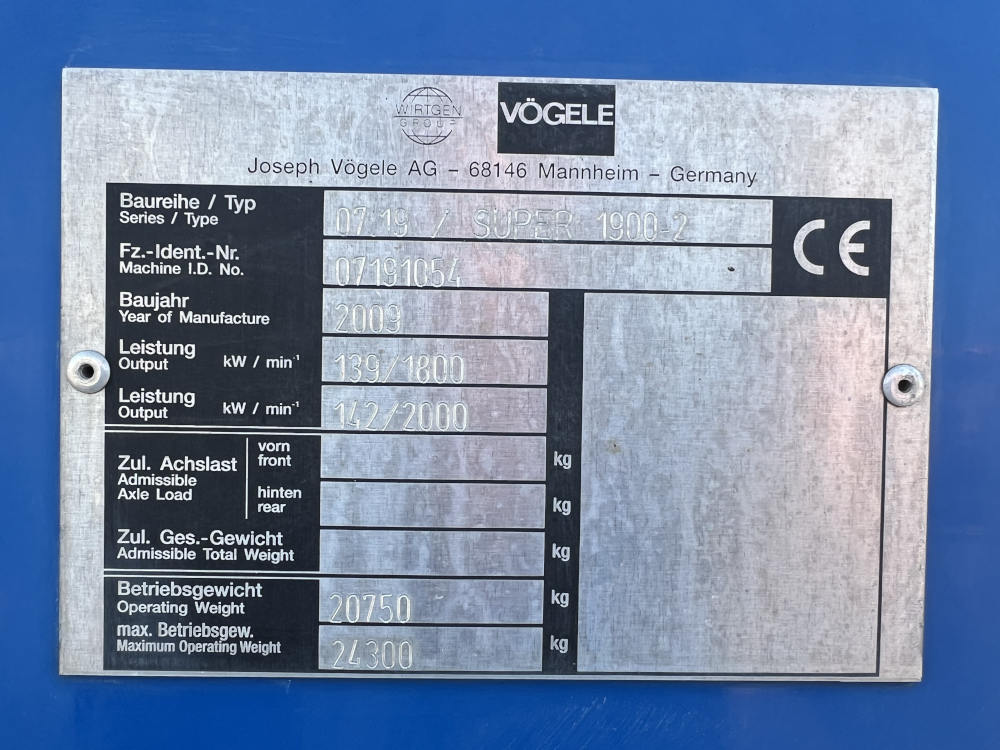 WIRTGEN
GROUP
VÖGELE
Joseph Vögele AG – 68146 Mannheim – Germany
Baureihe / Typ
Series / Type
07.19 / SUPER 1900-2
CE
Fz.-Ident.-Nr.
Machine I.D. No.
07191054
Baujahr
Year of Manufacture
2009
Leistung
Output
kW / min⁻¹
139/1800
Leistung
Output
kW / min⁻¹
142/2000
Zul. Achslast
Admissible
Axle Load
vorn
front
kg
hinten
rear
kg
Zul. Ges.-Gewicht
Admissible Total Weight
kg
Betriebsgewicht
Operating Weight
20750
kg
max. Betriebsgew.
Maximum Operating Weight
24300
kg